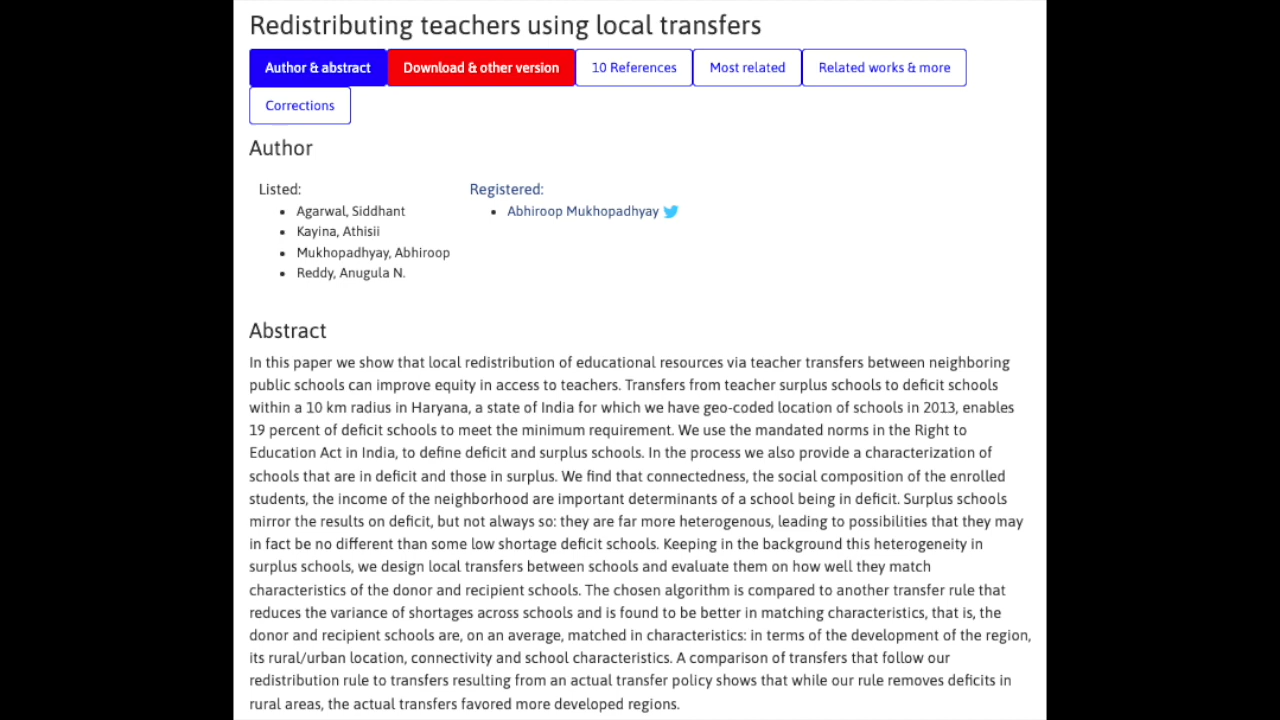 Redistributing teachers using local transfers
Author & abstract
Download & other version
10 References
Most related
Related works & more
Corrections
Author
Listed:
Agarwal, Siddhant
Kayina, Athisii
Mukhopadhyay, Abhiroop
Reddy, Anugula N.
Registered:
Abhiroop Mukhopadhyay
Abstract
In this paper we show that local redistribution of educational resources via teacher transfers between neighboring
public schools can improve equity in access to teachers. Transfers from teacher surplus schools to deficit schools
within a 10 km radius in Haryana, a state of India for which we have geo-coded location of schools in 2013, enables
19 percent of deficit schools to meet the minimum requirement. We use the mandated norms in the Right to
Education Act in India, to define deficit and surplus schools. In the process we also provide a characterization of
schools that are in deficit and those in surplus. We find that connectedness, the social composition of the enrolled
students, the income of the neighborhood are important determinants of a school being in deficit. Surplus schools
mirror the results on deficit, but not always so: they are far more heterogenous, leading to possibilities that they may
in fact be no different than some low shortage deficit schools. Keeping in the background this heterogeneity in
surplus schools, we design local transfers between schools and evaluate them on how well they match
characteristics of the donor and recipient schools. The chosen algorithm is compared to another transfer rule that
reduces the variance of shortages across schools and is found to be better in matching characteristics, that is, the
donor and recipient schools are, on an average, matched in characteristics: in terms of the development of the region,
its rural/urban location, connectivity and school characteristics. A comparison of transfers that follow our
redistribution rule to transfers resulting from an actual transfer policy shows that while our rule removes deficits in
rural areas, the actual transfers favored more developed regions.